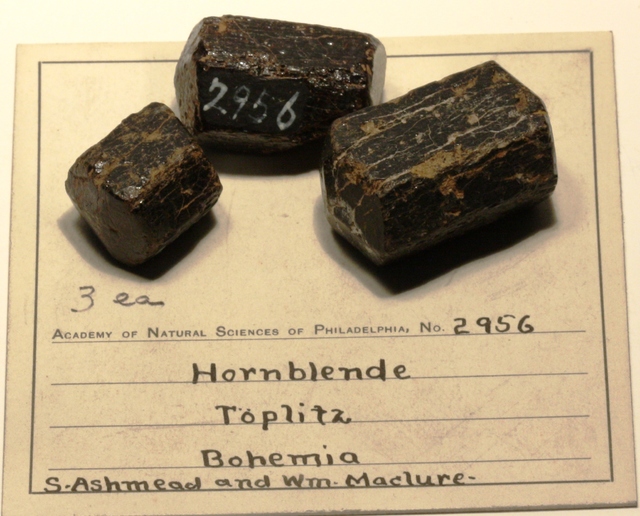 2956
3 ea
Academy of Natural Sciences of Philadelphia, No. 2956
Hornblende
Töplitz
Bohemia
S. Ashmead and Wm. Maclure-